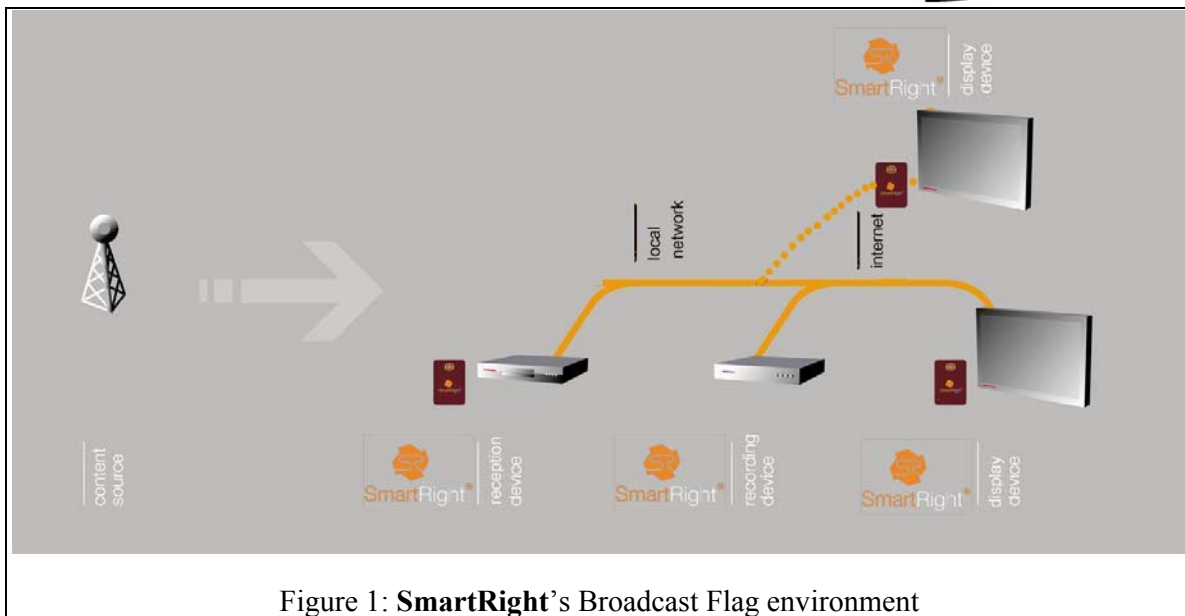 SmartRight®
display
device
local
network
internet
content
source
SmartRight®
reception
device
SmartRight®
recording
device
SmartRight®
display
device
Figure 1: SmartRight's Broadcast Flag environment